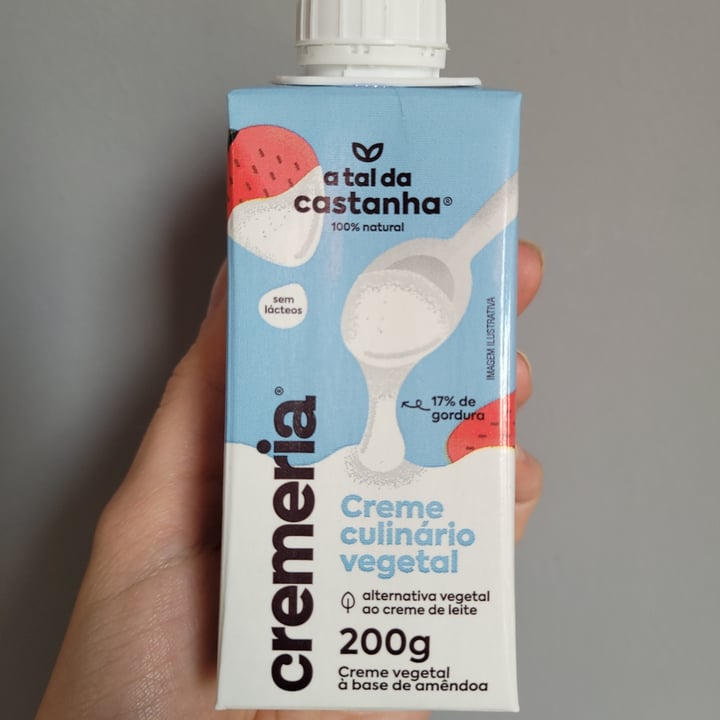 a tal da
castanha®
100% natural
sem
lácteos
IMAGEM ILUSTRATIVA
17% de
gordura
cremeria®
Creme
culinário
vegetal
alternativa vegetal
ao creme de leite
200g
Creme vegetal
à base de amêndoa